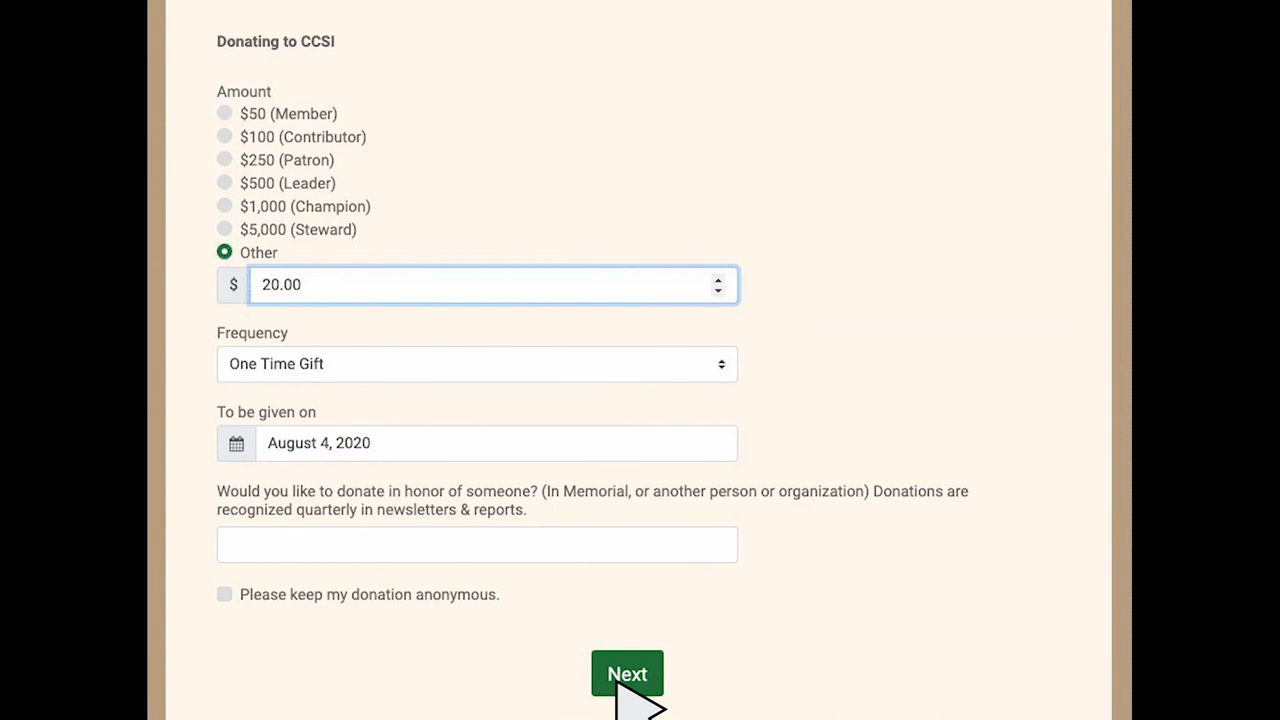 Donating to CCSI
Amount
$50 (Member)
$100 (Contributor)
$250 (Patron)
$500 (Leader)
$1,000 (Champion)
$5,000 (Steward)
Other
$ 20.00
Frequency
One Time Gift
To be given on
August 4, 2020
Would you like to donate in honor of someone? (In Memorial, or another person or organization) Donations are
recognized quarterly in newsletters & reports.
Please keep my donation anonymous.
Next